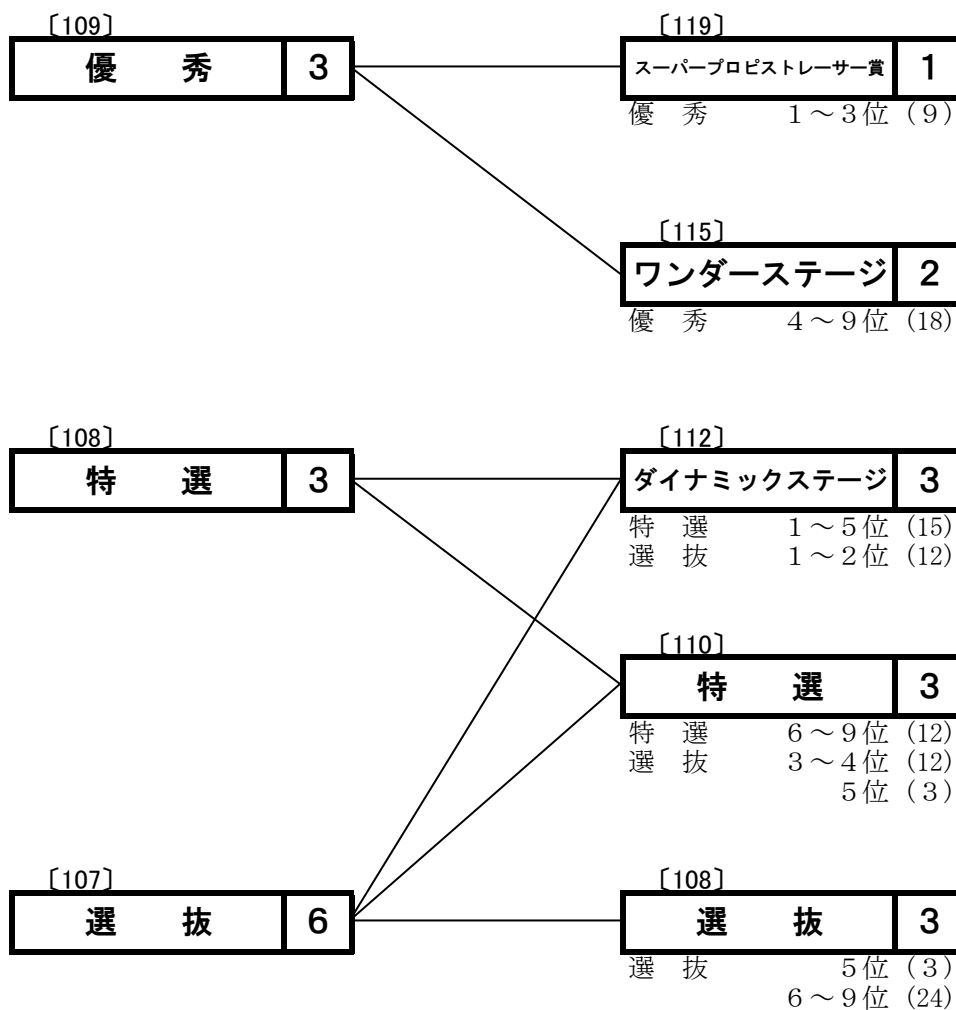 〔109〕
優 秀 3
〔119〕
スーパープロピストレーサー賞 1
優 秀 1～3位 (9)
〔115〕
ワンダーステージ 2
優 秀 4～9位 (18)
〔108〕
特 選 3
〔112〕
ダイナミックステージ 3
特 選 1～5位 (15)
選 抜 1～2位 (12)
〔110〕
特 選 3
特 選 6～9位 (12)
選 抜 3～4位 (12)
5位 (3)
〔107〕
選 抜 6
〔108〕
選 抜 3
選 抜 5位 (3)
6～9位 (24)